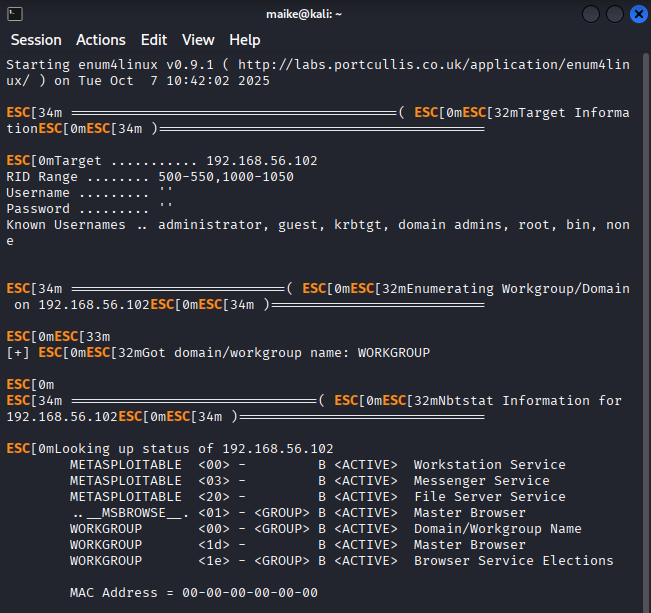 maike@kali: ~
Session Actions Edit View Help
Starting enum4linux v0.9.1 ( http://labs.portcullis.co.uk/application/enum4lin
ux/ ) on Tue Oct  7 10:42:02 2025
ESC[34m =========================================( ESC[0mESC[32mTarget Informa
tionESC[0mESC[34m )=========================================
ESC[0mTarget ........... 192.168.56.102
RID Range ........ 500-550,1000-1050
Username ......... ''
Password ......... ''
Known Usernames .. administrator, guest, krbtgt, domain admins, root, bin, non
e
ESC[34m ===========================( ESC[0mESC[32mEnumerating Workgroup/Domain
 on 192.168.56.102ESC[0mESC[34m )===========================
ESC[0mESC[33m
[+] ESC[0mESC[32mGot domain/workgroup name: WORKGROUP
ESC[0m
ESC[34m ===============================( ESC[0mESC[32mNbtstat Information for
192.168.56.102ESC[0mESC[34m )===============================
ESC[0mLooking up status of 192.168.56.102
        METASPLOITABLE  <00> -         B <ACTIVE>  Workstation Service
        METASPLOITABLE  <03> -         B <ACTIVE>  Messenger Service
        METASPLOITABLE  <20> -         B <ACTIVE>  File Server Service
        ..__MSBROWSE__. <01> - <GROUP> B <ACTIVE>  Master Browser
        WORKGROUP       <00> - <GROUP> B <ACTIVE>  Domain/Workgroup Name
        WORKGROUP       <1d> -         B <ACTIVE>  Master Browser
        WORKGROUP       <1e> - <GROUP> B <ACTIVE>  Browser Service Elections
        MAC Address = 00-00-00-00-00-00